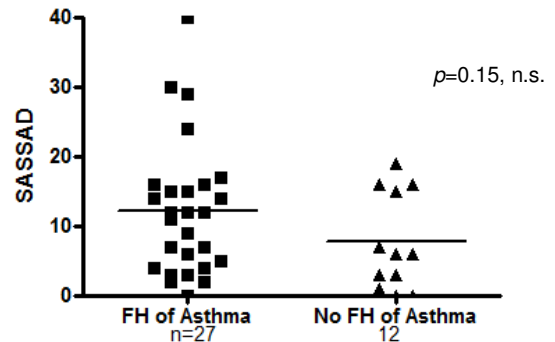 40
30
20
10
0
SASSAD
p=0.15, n.s.
FH of Asthma
n=27
No FH of Asthma
12